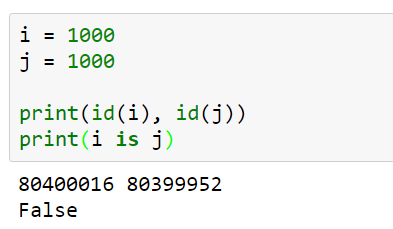 i = 1000
j = 1000
print(id(i), id(j))
print(i is j)
80400016 80399952
False